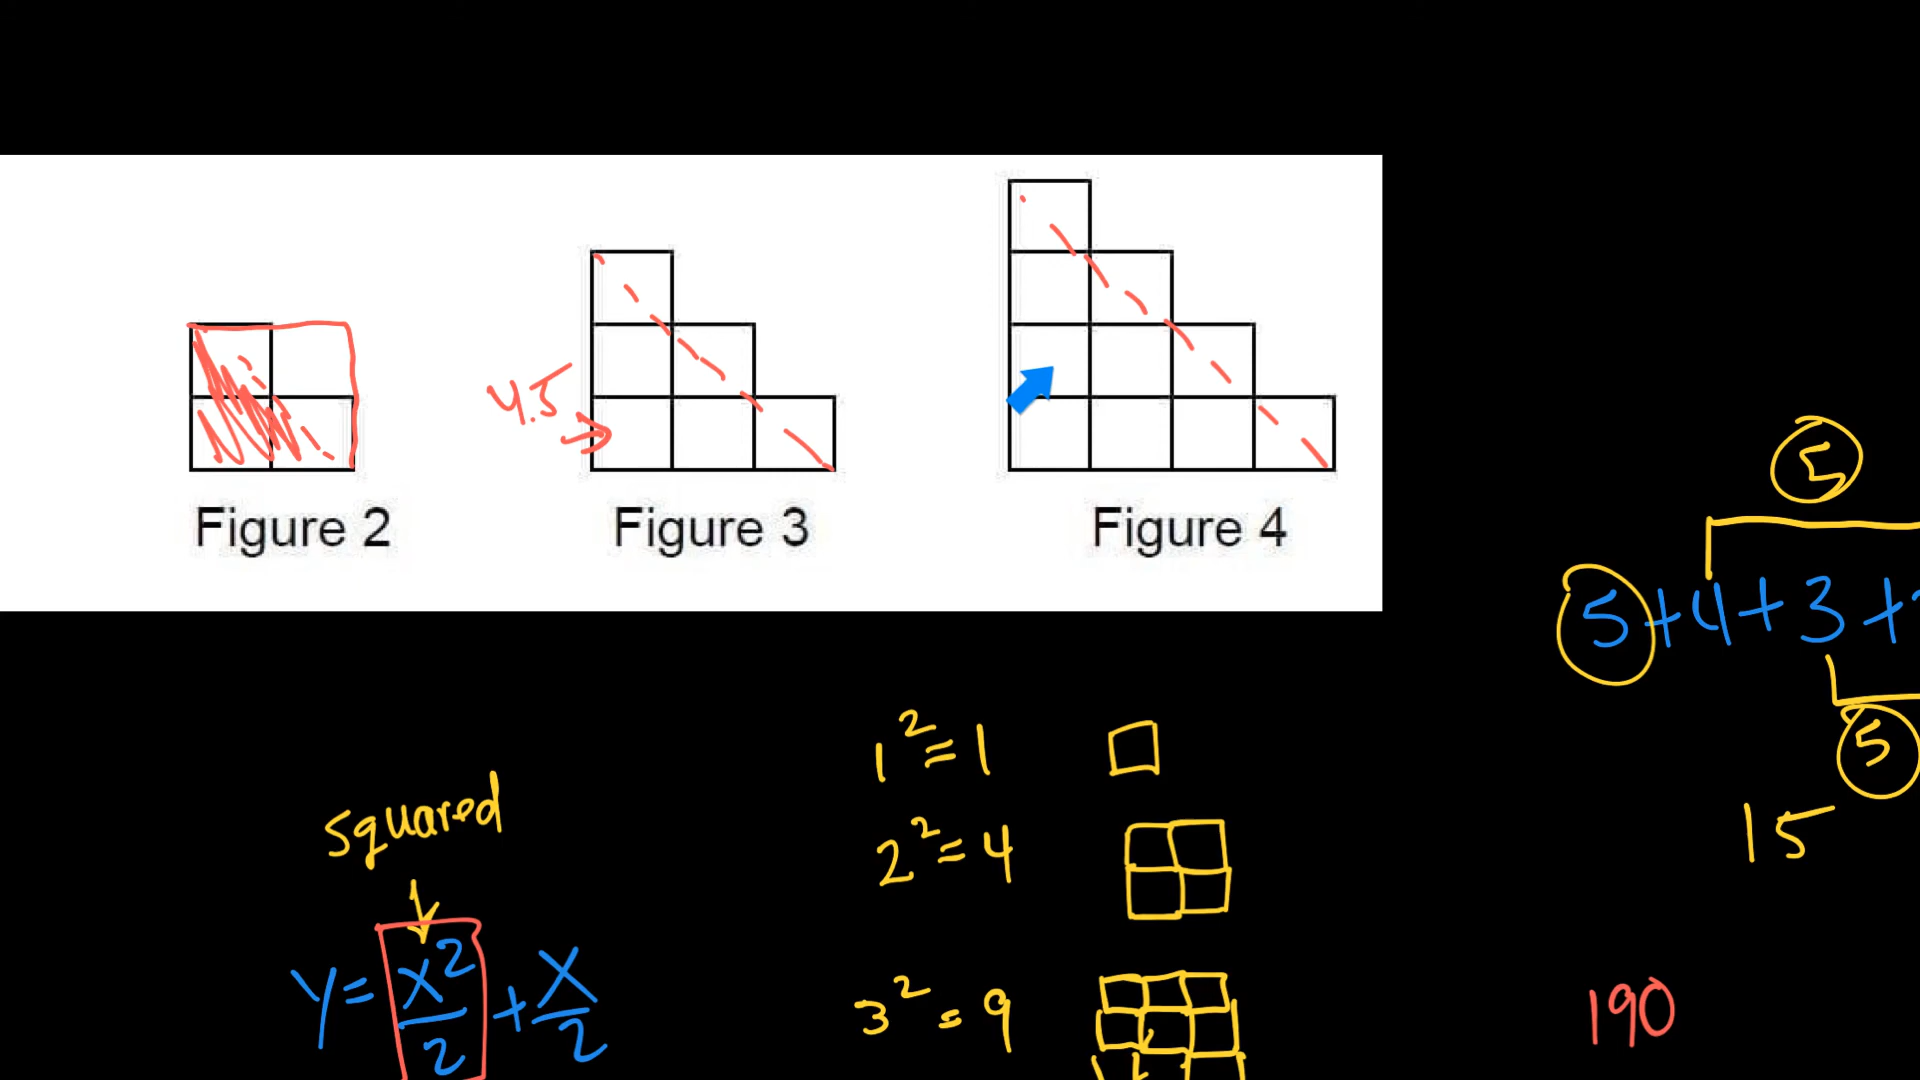 4.5
Figure 2
Figure 3
Figure 4
5
5+4+3+
5
15
1²=1
2²=4
3²=9
squared
Y=x²/2+x/2
190